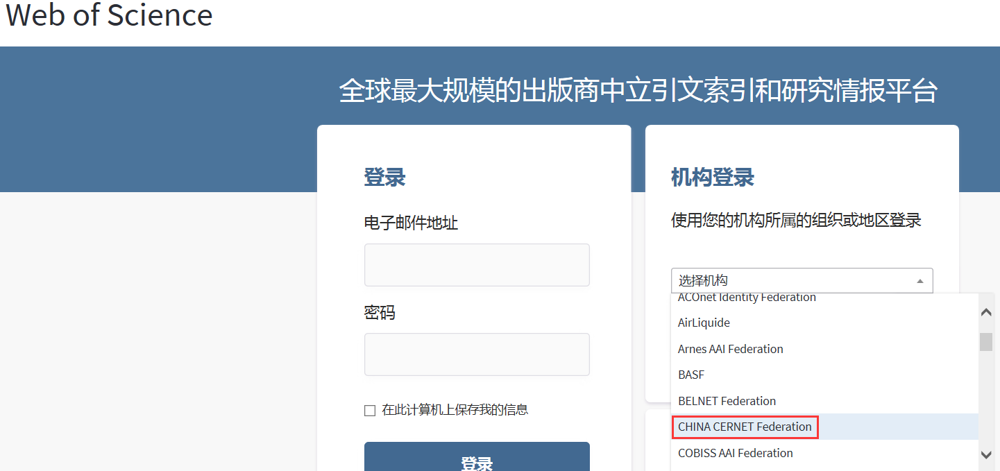 Web of Science
全球最大规模的出版商中立引文索引和研究情报平台
登录
电子邮件地址
密码
在此计算机上保存我的信息
登录
机构登录
使用您的机构所属的组织或地区登录
选择机构
ACOnet Identity Federation
AirLiquide
Arnes AAI Federation
BASF
BELNET Federation
CHINA CERNET Federation
COBISS AAI Federation